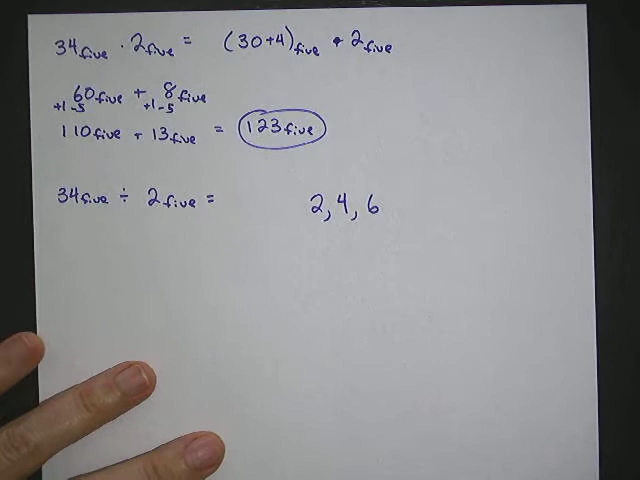 34five · 2five = (30+4)five · 2five
60five + 8five
+1-5 +1-5
110five + 13five = 123five
34five ÷ 2five = 2, 4, 6